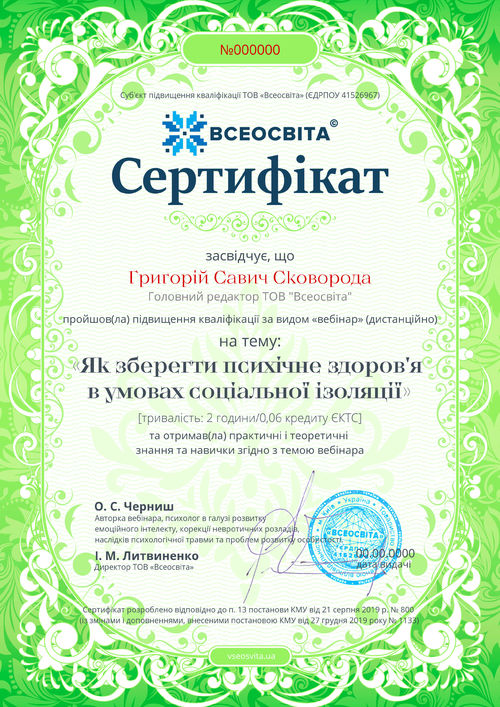 №000000
Суб'єкт підвищення кваліфікації ТОВ «Всеосвіта» (ЄДРПОУ 41526967)
ВСЕОСВІТА©
Сертифікат
засвідчує, що
Григорій Савич Сковорода
Головний редактор ТОВ "Всеосвіта"
пройшов(ла) підвищення кваліфікації за видом «вебінар» (дистанційно)
на тему:
«Як зберегти психічне здоров'я
в умовах соціальної ізоляції»
[тривалість: 2 години/0,06 кредиту ЄКТС]
та отримав(ла) практичні і теоретичні
знання та навички згідно з темою вебінара
О. С. Черниш
Авторка вебінара, психолог в галузі розвитку
емоційного інтелекту, корекції невротичних розладів,
наслідків психологічної травми та проблем розвитку особистості
І. М. Литвиненко
Директор ТОВ «Всеосвіта»
«ВСЕОСВІТА»
00.00.0000
дата видачі
Сертифікат розроблено відповідно до п. 13 постанови КМУ від 21 серпня 2019 р. № 800
(із змінами і доповненнями, внесеними постановою КМУ від 27 грудня 2019 року № 1133)
vseosvita.ua